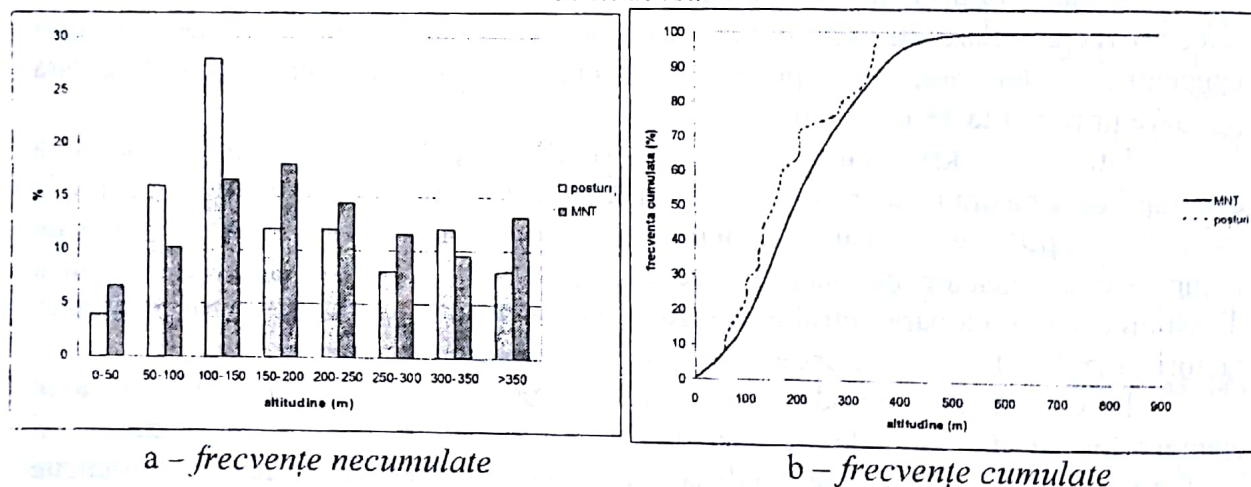 30
25
20
15
10
5
0
%
0-50 50-100 100-150 150-200 200-250 250-300 300-350 >350
altitudine (m)
posturi
MNT
a – frecvențe necumulate
100
90
80
70
60
50
40
30
20
10
0
frecventa cumulata (%)
0 100 200 300 400 500 600 700 800 900
altitudine (m)
MNT
posturi
b – frecvențe cumulate